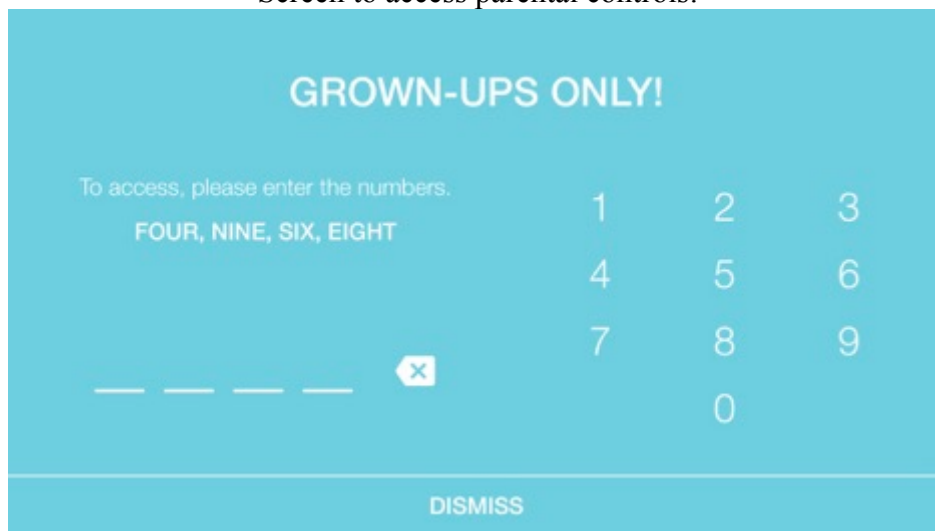 Screen to access parental controls:
GROWN-UPS ONLY!
To access, please enter the numbers.
FOUR, NINE, SIX, EIGHT
1 2 3
4 5 6
7 8 9
0
DISMISS